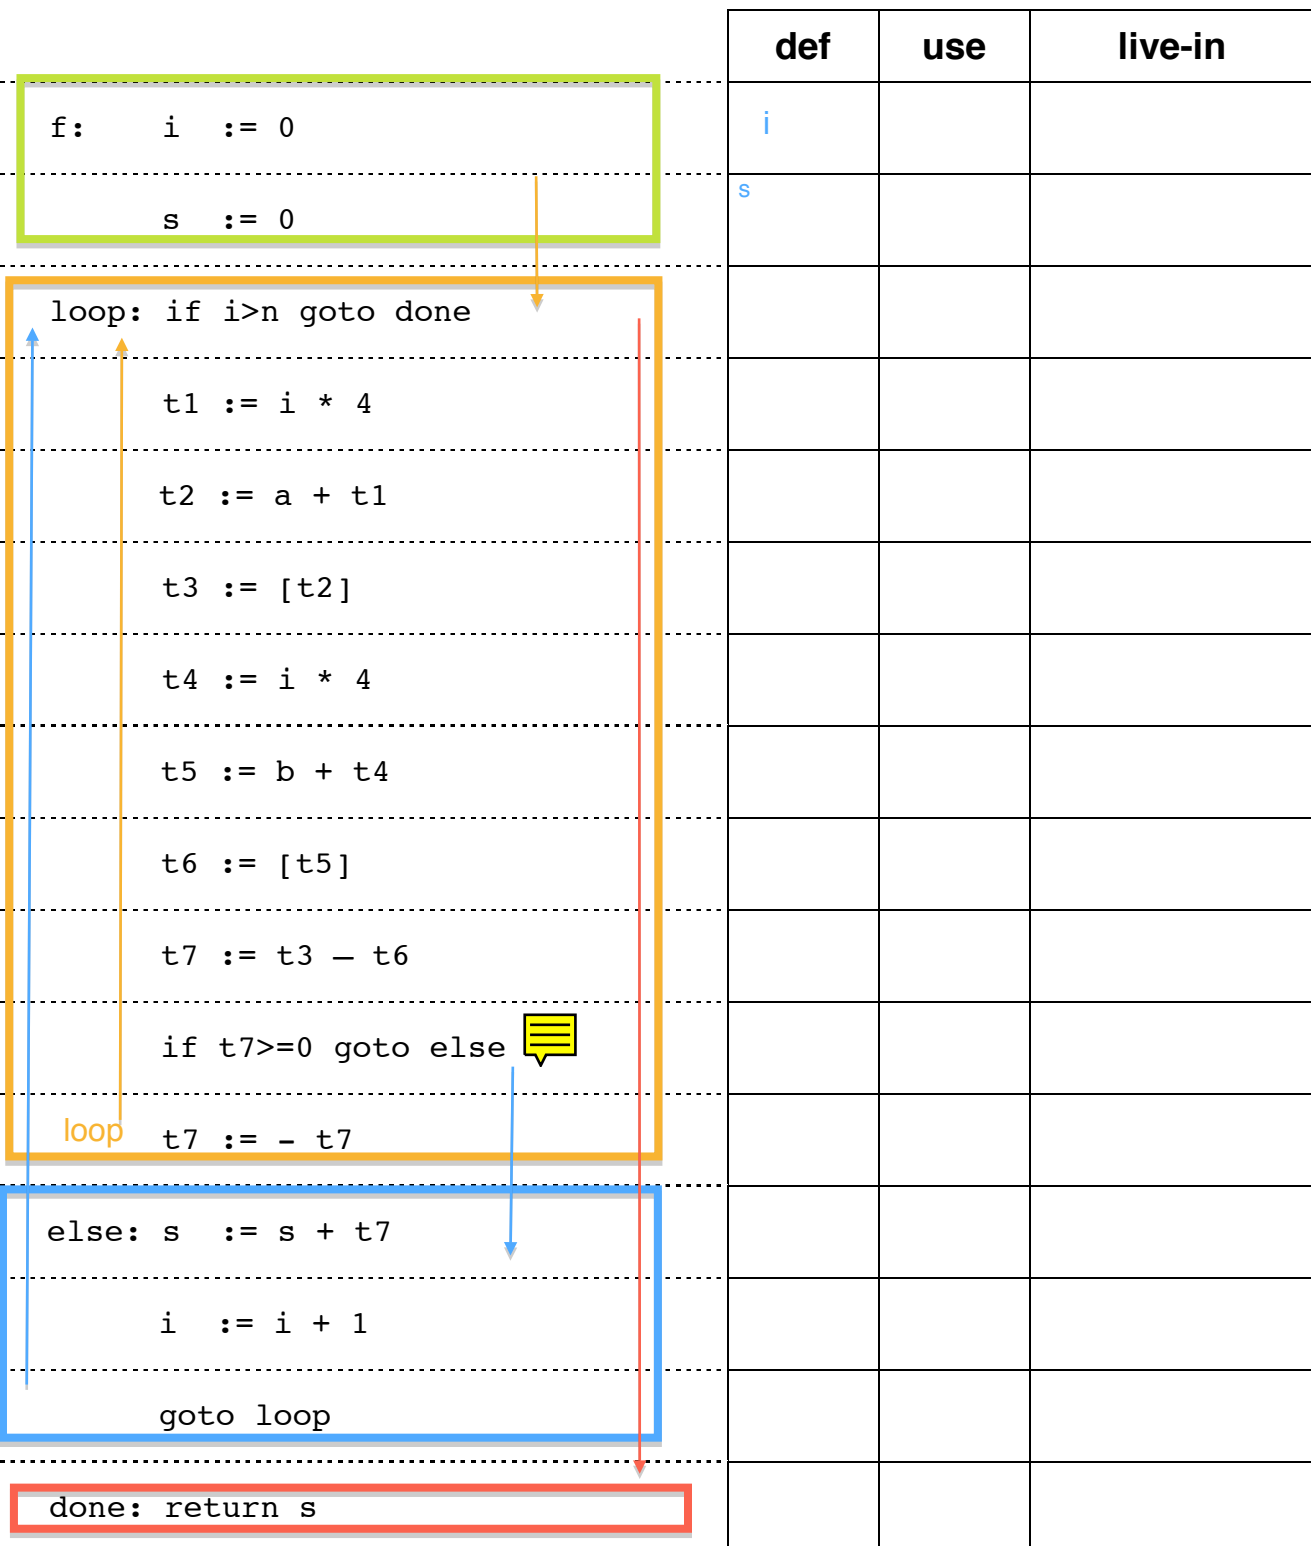 def use live-in
f: i := 0 i
s := 0 s
loop: if i>n goto done
t1 := i * 4
t2 := a + t1
t3 := [t2]
t4 := i * 4
t5 := b + t4
t6 := [t5]
t7 := t3 – t6
if t7>=0 goto else
loop t7 := – t7
else: s := s + t7
i := i + 1
goto loop
done: return s